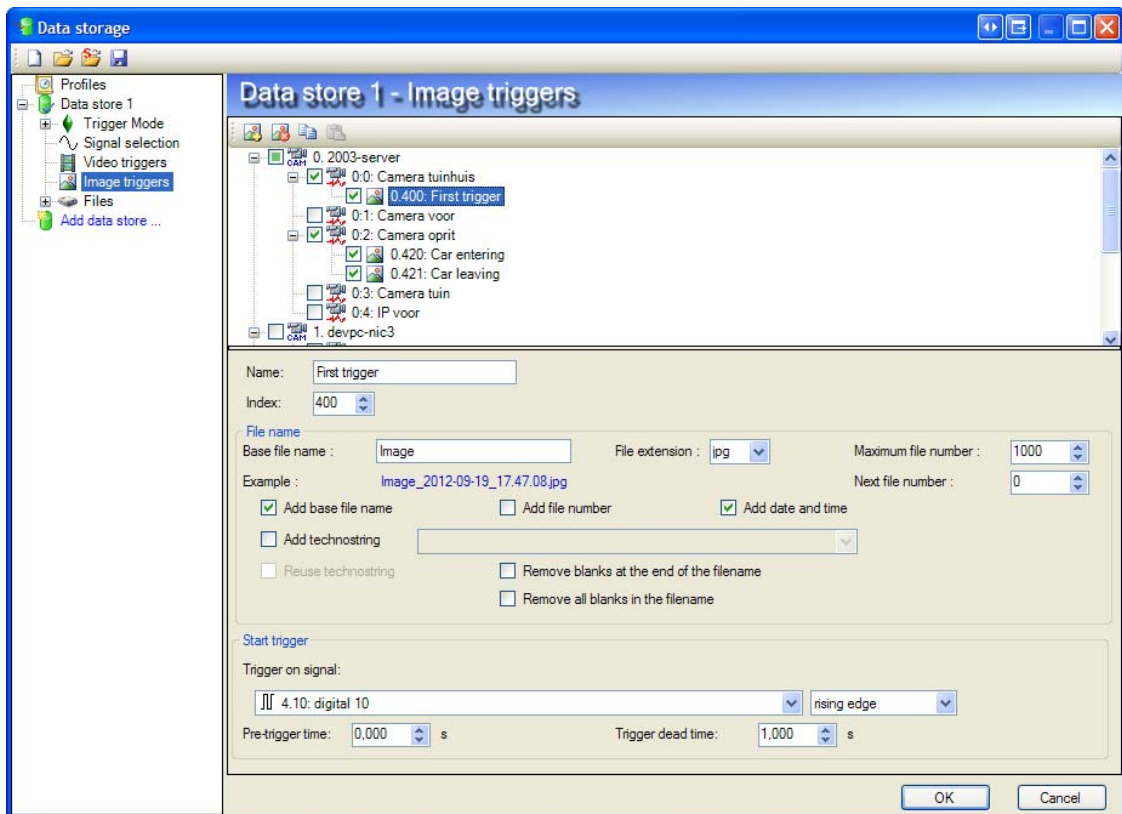 Data storage
Profiles
Data store 1
Trigger Mode
Signal selection
Video triggers
Image triggers
Files
Add data store ...
Data store 1 - Image triggers
CAM 0. 2003-server
0:0: Camera tuinhuis
0.400: First trigger
0:1: Camera voor
0:2: Camera oprit
0.420: Car entering
0.421: Car leaving
0:3: Camera tuin
0:4: IP voor
CAM 1. devpc-nic3
Name: First trigger
Index: 400
File name
Base file name : Image File extension : jpg Maximum file number : 1000
Example : Image_2012-09-19_17.47.08.jpg Next file number : 0
Add base file name Add file number Add date and time
Add technostring
Reuse technostring Remove blanks at the end of the filename
Remove all blanks in the filename
Start trigger
Trigger on signal:
4.10: digital 10 rising edge
Pre-trigger time: 0,000 s Trigger dead time: 1,000 s
OK Cancel